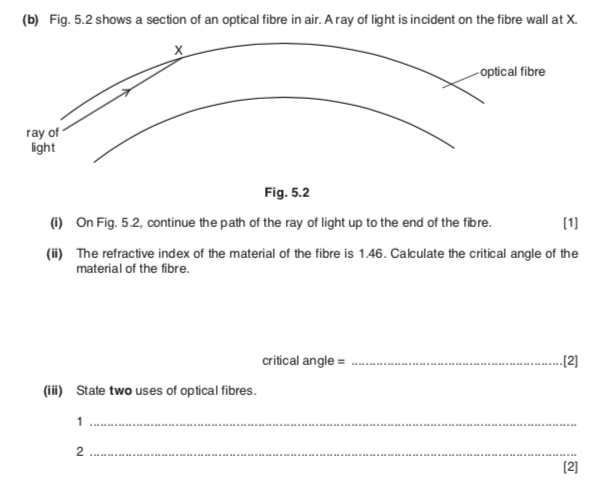 (b) Fig. 5.2 shows a section of an optical fibre in air. A ray of light is incident on the fibre wall at X.
X
optical fibre
ray of
light
Fig. 5.2
(i) On Fig. 5.2, continue the path of the ray of light up to the end of the fibre. [1]
(ii) The refractive index of the material of the fibre is 1.46. Calculate the critical angle of the
material of the fibre.
critical angle = ............................................................[2]
(iii) State two uses of optical fibres.
1 ..........................................................................................................................
2 ..........................................................................................................................
[2]